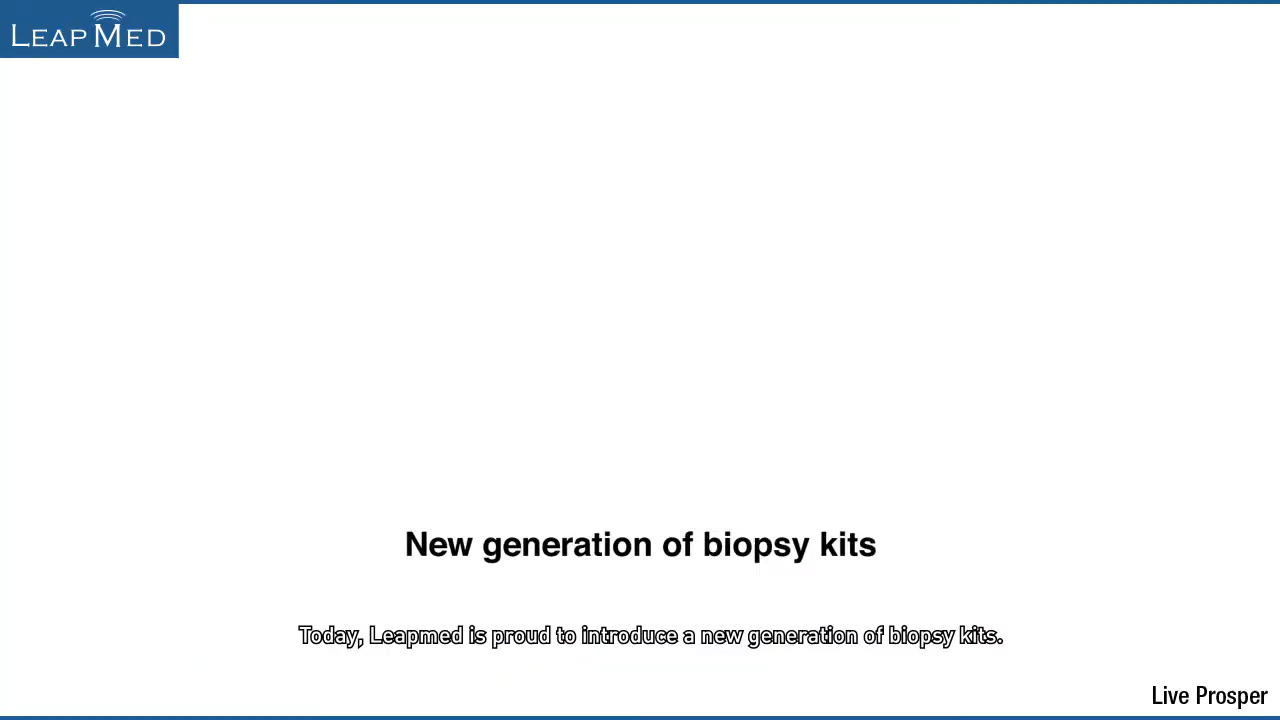 LEAPMED
New generation of biopsy kits
Today, Leapmed is proud to introduce a new generation of biopsy kits.
Live Prosper